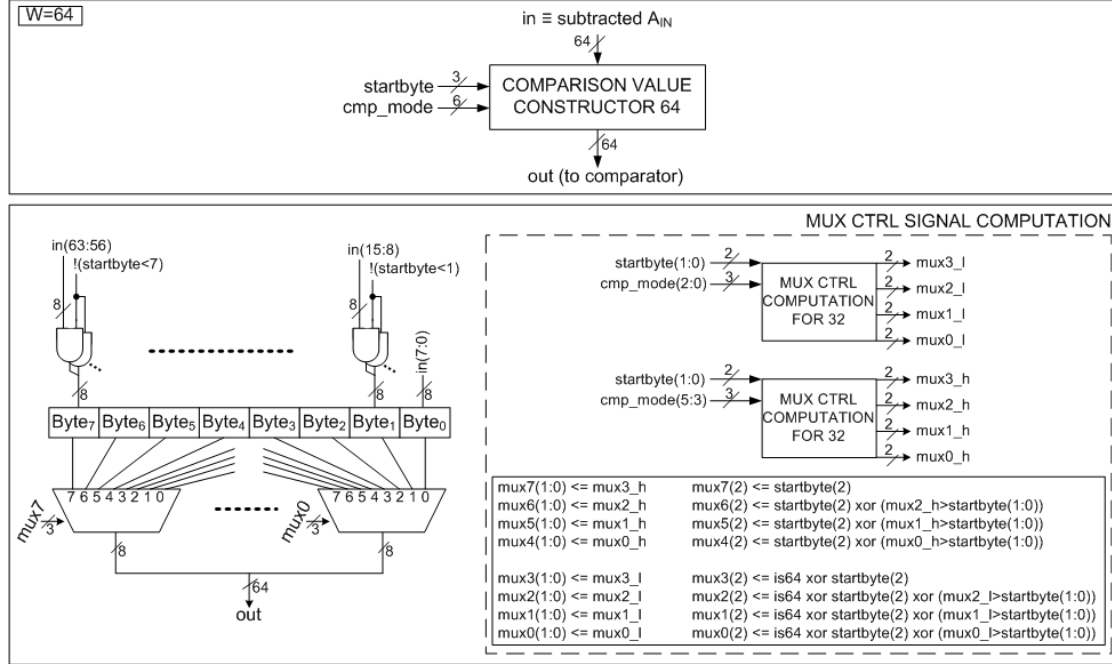 W=64
in ≡ subtracted AIN
64
startbyte 3
cmp_mode 6
COMPARISON VALUE
CONSTRUCTOR 64
64
out (to comparator)
MUX CTRL SIGNAL COMPUTATION
in(63:56)
!(startbyte<7)
8
8
in(15:8)
!(startbyte<1)
8
8
in(7:0)
8
Byte7 Byte6 Byte5 Byte4 Byte3 Byte2 Byte1 Byte0
7 6 5 4 3 2 1 0
7 6 5 4 3 2 1 0
mux7
3
mux0
3
8
8
64
out
startbyte(1:0) 2
cmp_mode(2:0) 3
MUX CTRL
COMPUTATION
FOR 32
2 mux3_l
2 mux2_l
2 mux1_l
2 mux0_l
startbyte(1:0) 2
cmp_mode(5:3) 3
MUX CTRL
COMPUTATION
FOR 32
2 mux3_h
2 mux2_h
2 mux1_h
2 mux0_h
mux7(1:0) <= mux3_h mux7(2) <= startbyte(2)
mux6(1:0) <= mux2_h mux6(2) <= startbyte(2) xor (mux2_h>startbyte(1:0))
mux5(1:0) <= mux1_h mux5(2) <= startbyte(2) xor (mux1_h>startbyte(1:0))
mux4(1:0) <= mux0_h mux4(2) <= startbyte(2) xor (mux0_h>startbyte(1:0))
mux3(1:0) <= mux3_l mux3(2) <= is64 xor startbyte(2)
mux2(1:0) <= mux2_l mux2(2) <= is64 xor startbyte(2) xor (mux2_l>startbyte(1:0))
mux1(1:0) <= mux1_l mux1(2) <= is64 xor startbyte(2) xor (mux1_l>startbyte(1:0))
mux0(1:0) <= mux0_l mux0(2) <= is64 xor startbyte(2) xor (mux0_l>startbyte(1:0))